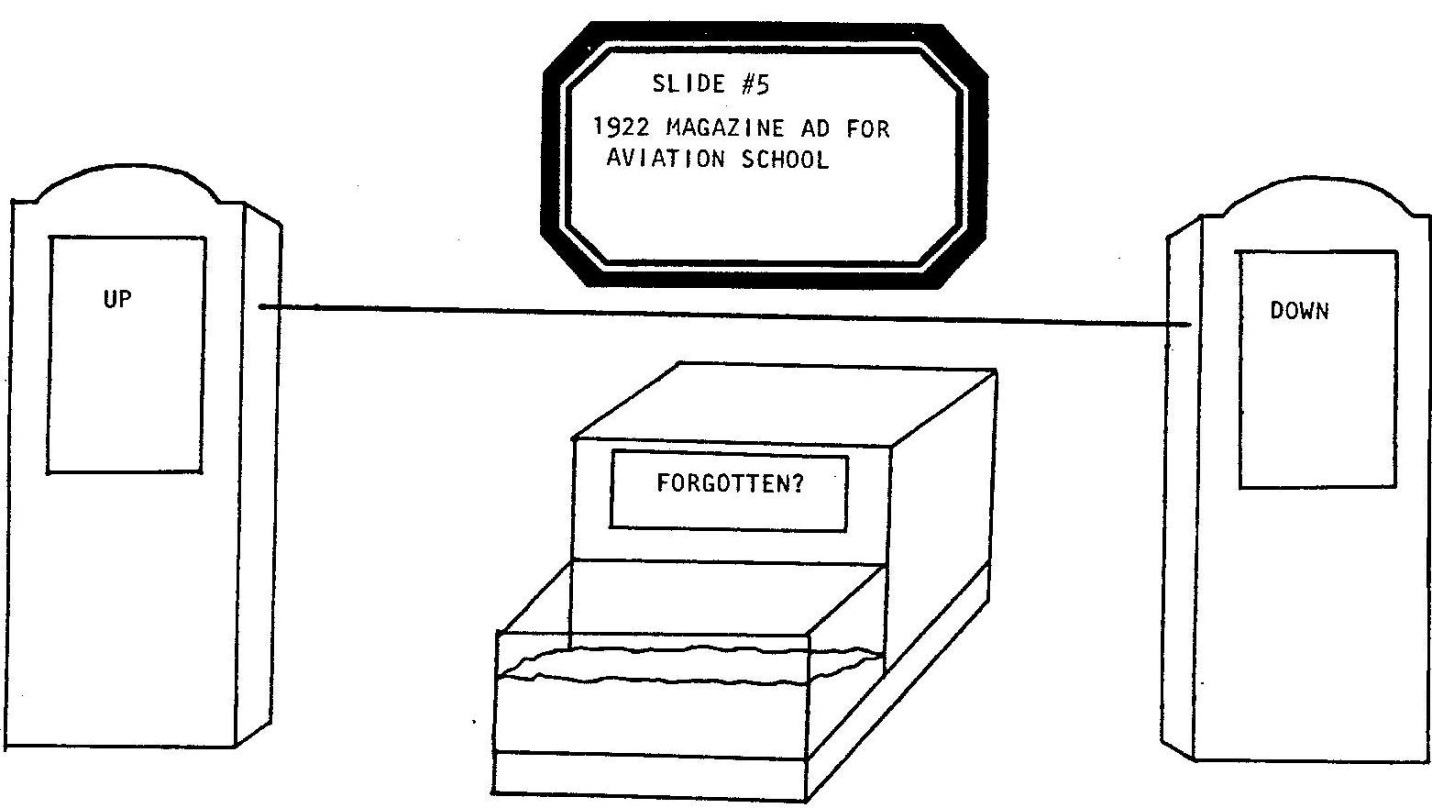 SLIDE #5
1922 MAGAZINE AD FOR
AVIATION SCHOOL
UP
DOWN
FORGOTTEN?